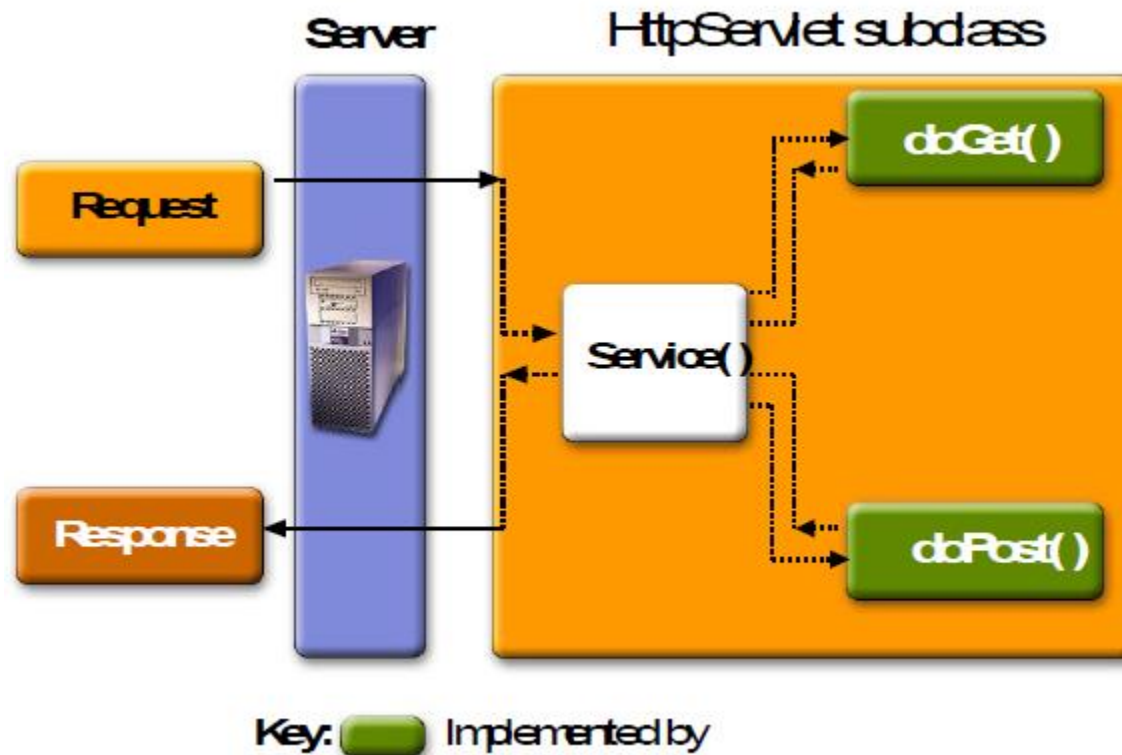 Server
HttpServlet subclass
doGet( )
Request
Service( )
Response
doPost( )
Key: Implemented by